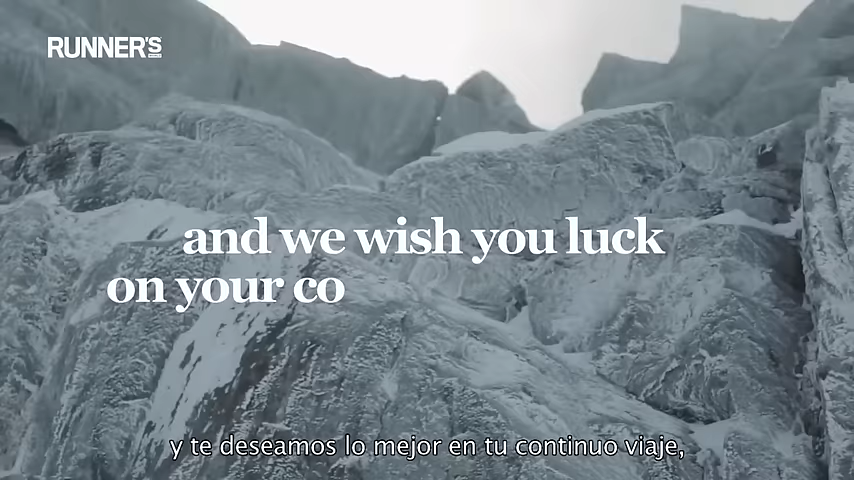 RUNNER'S
and we wish you luck
on your co
y te deseamos lo mejor en tu continuo viaje,